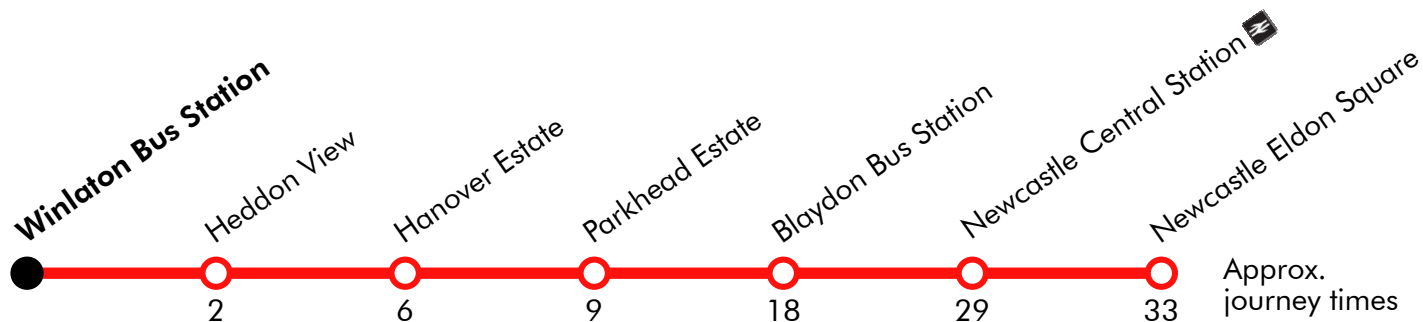 Winlaton Bus Station
Heddon View
Hanover Estate
Parkhead Estate
Blaydon Bus Station
Newcastle Central Station
Newcastle Eldon Square
2
6
9
18
29
33
Approx.
journey times